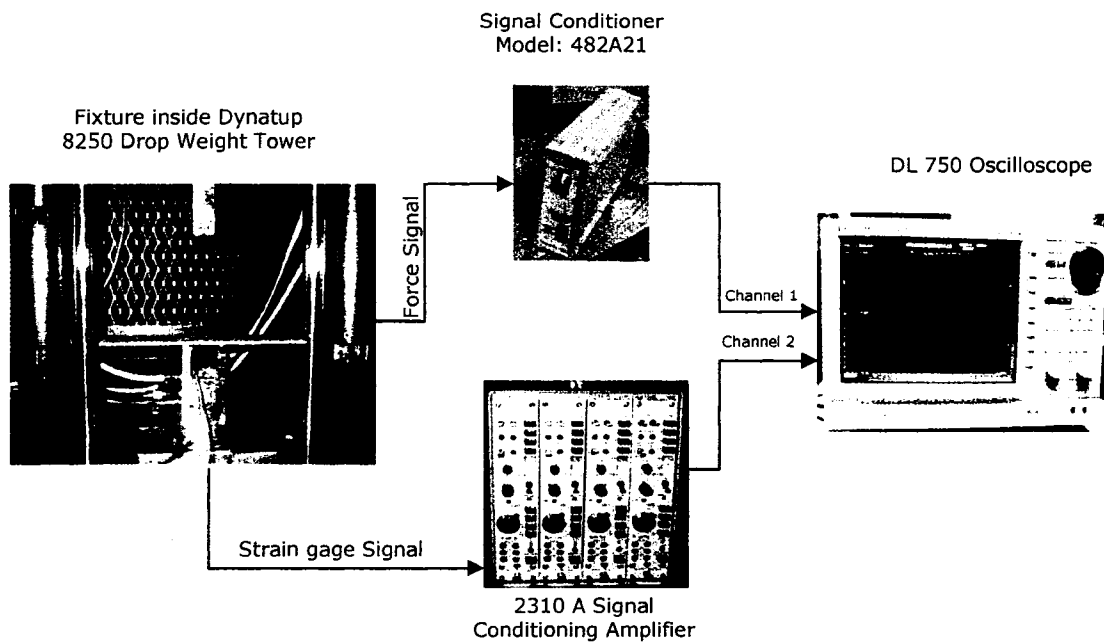 Signal Conditioner
Model: 482A21
Fixture inside Dynatup
8250 Drop Weight Tower
DL 750 Oscilloscope
Force Signal
Channel 1
Channel 2
Strain gage Signal
2310 A Signal
Conditioning Amplifier